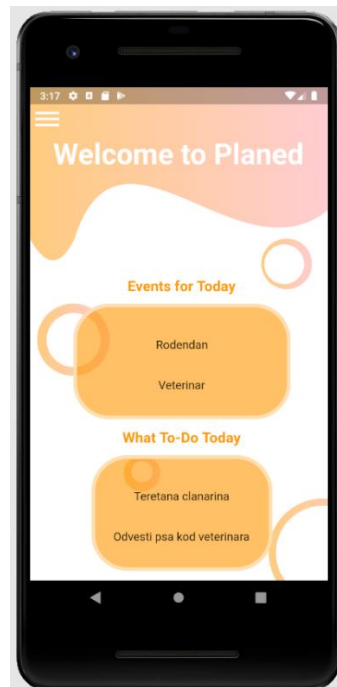 3:17
Welcome to Planed
Events for Today
Rodendan
Veterinar
What To-Do Today
Teretana clanarina
Odvesti psa kod veterinara